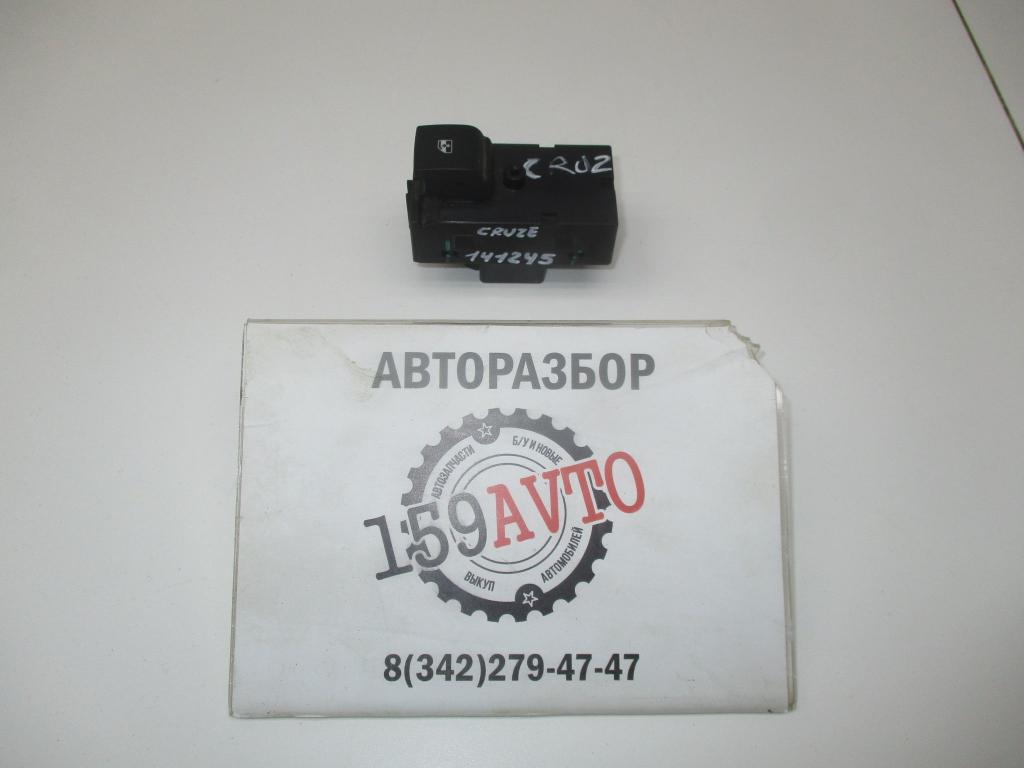 CRUZ
CRUZE
141245
АВТОРАЗБОР
АВТОЗАПЧАСТИ
Б/У И НОВЫЕ
159AVTO
ВЫКУП
АВТОМОБИЛЕЙ
8(342)279-47-47